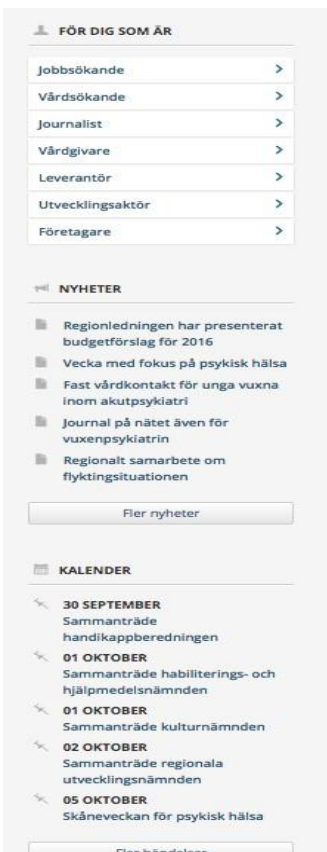 FÖR DIG SOM ÄR
Jobbsökande
Vårdsökande
Journalist
Vårdgivare
Leverantör
Utvecklingsaktör
Företagare
NYHETER
Regionledningen har presenterat
budgetförslag för 2016
Vecka med fokus på psykisk hälsa
Fast vårdkontakt för unga vuxna
inom akutpsykiatri
Journal på nätet även för
vuxenpsykiatrin
Regionalt samarbete om
flyktingsituationen
Fler nyheter
KALENDER
30 SEPTEMBER
Sammanträde
handikappberedningen
01 OKTOBER
Sammanträde habiliterings- och
hjälpmedelsnämnden
01 OKTOBER
Sammanträde kulturnämnden
02 OKTOBER
Sammanträde regionala
utvecklingsnämnden
05 OKTOBER
Skåneveckan för psykisk hälsa
Fler händelser